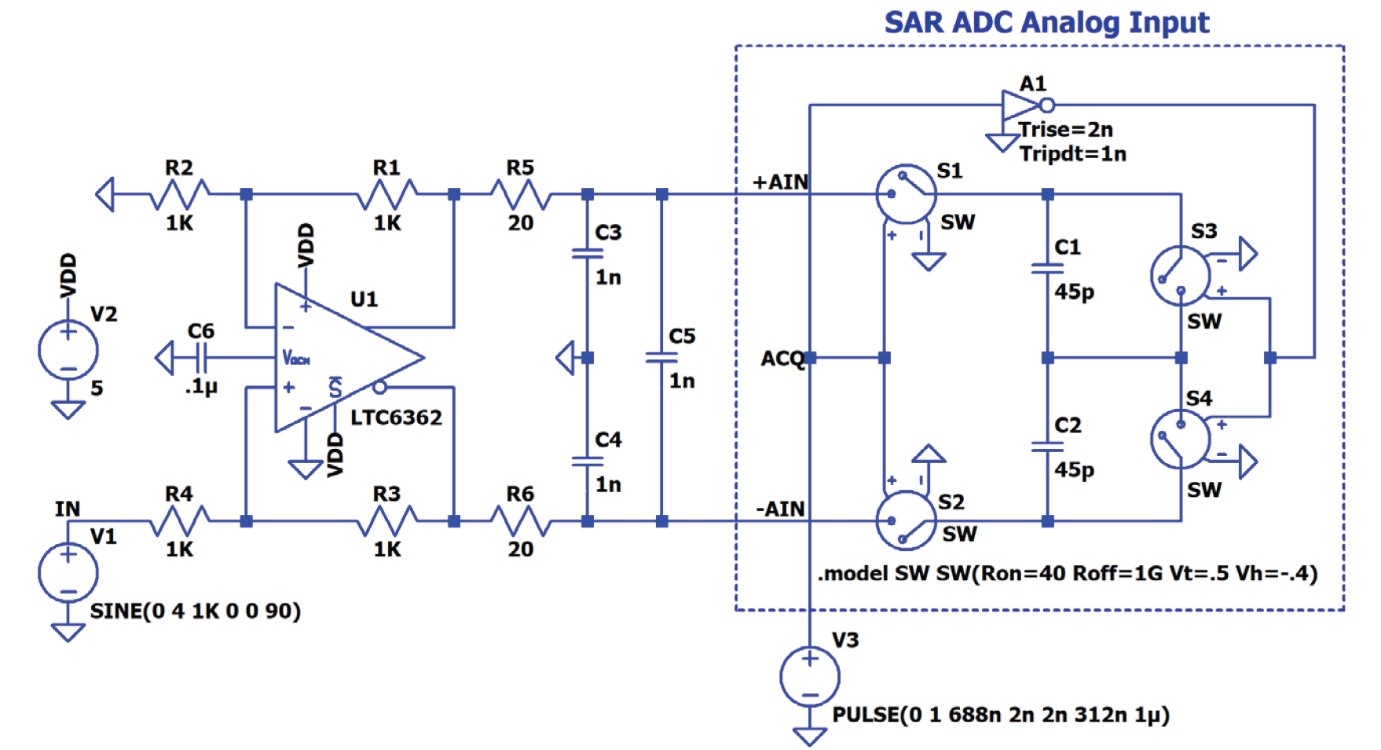 SAR ADC Analog Input
A1
Trise=2n
Tripdt=1n
R2
1K
R1
1K
R5
20
+AIN
S1
SW
VDD
V2
5
C6
.1µ
VDD
U1
+
−
VOCM
+
S
−
LTC6362
VDD
C3
1n
C5
1n
C4
1n
ACQ
C1
45p
C2
45p
S3
SW
S4
SW
IN
V1
SINE(0 4 1K 0 0 90)
R4
1K
R3
1K
R6
20
-AIN
S2
SW
.model SW SW(Ron=40 Roff=1G Vt=.5 Vh=-.4)
V3
PULSE(0 1 688n 2n 2n 312n 1µ)